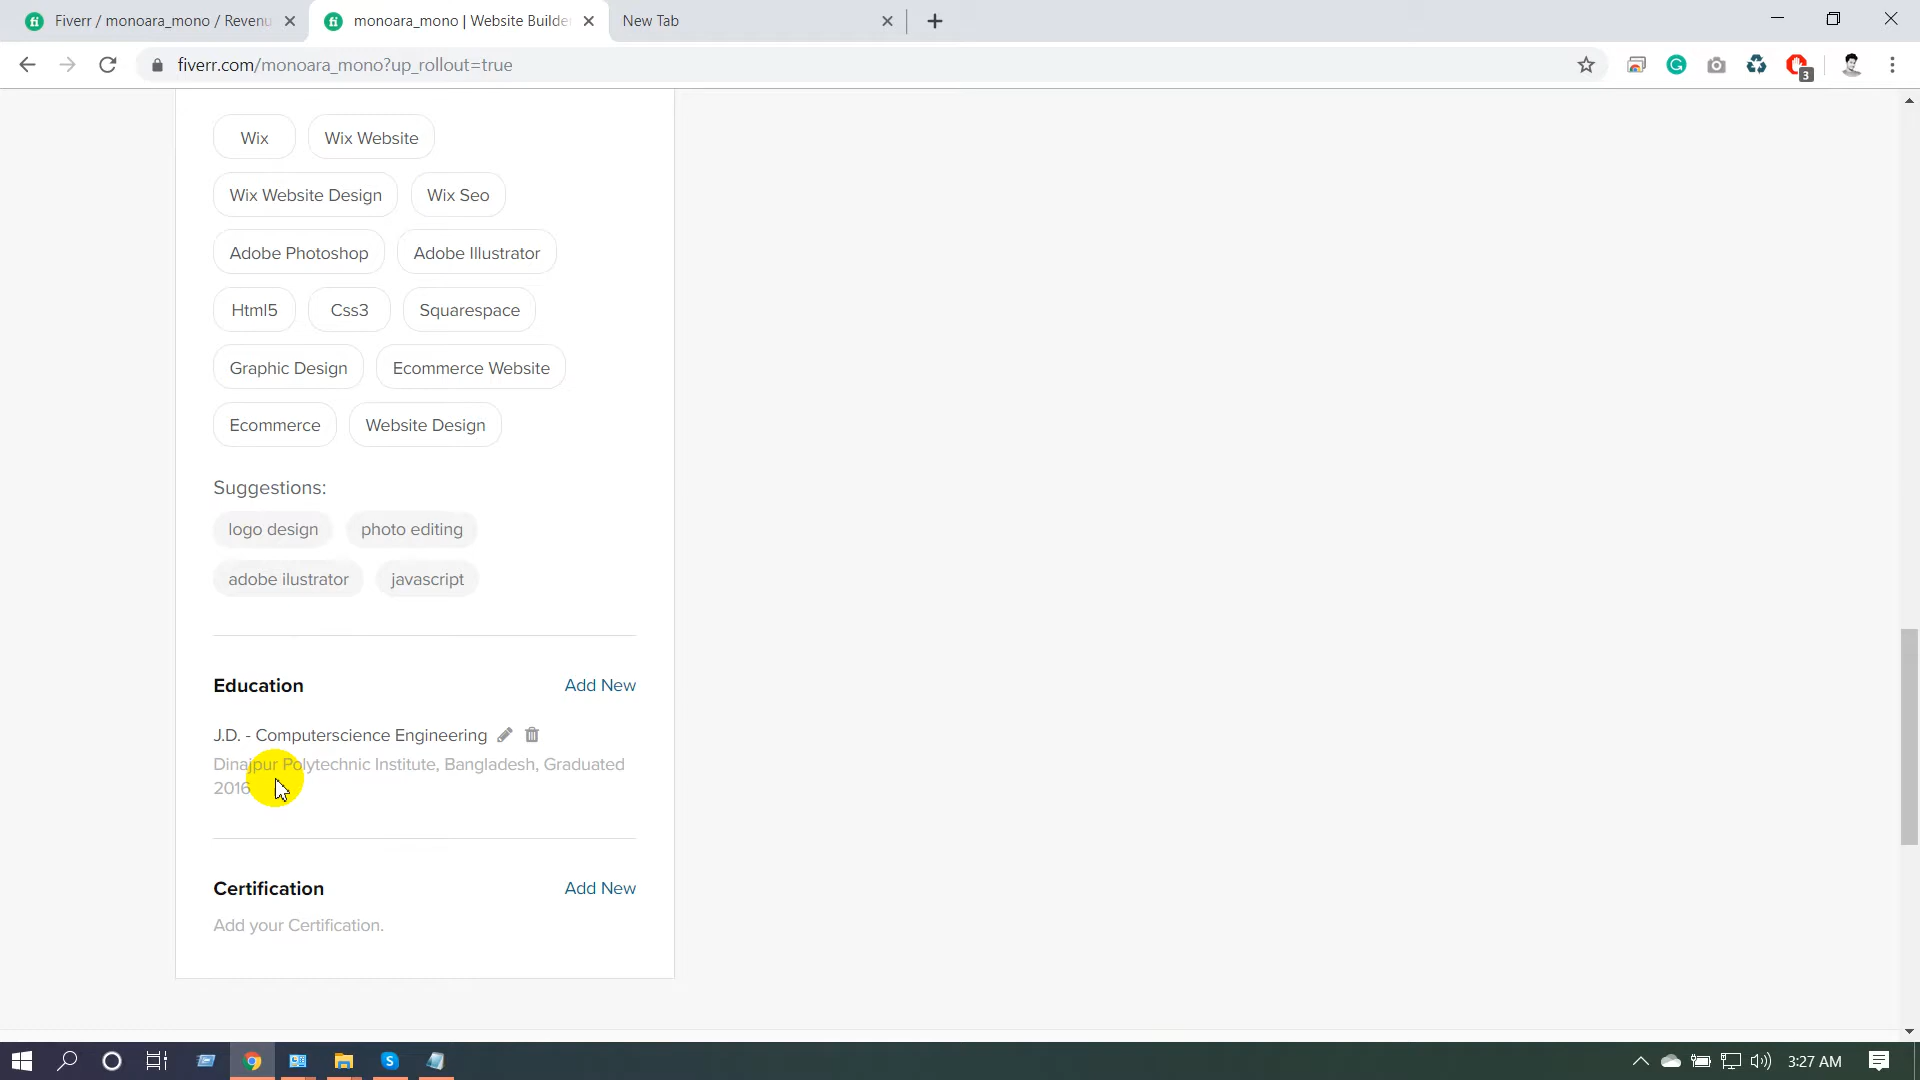 Fiverr / monoara_mono / Revenu
monoara_mono | Website Builde
New Tab
fiverr.com/monoara_mono?up_rollout=true
3
Wix
Wix Website
Wix Website Design
Wix Seo
Adobe Photoshop
Adobe Illustrator
Html5
Css3
Squarespace
Graphic Design
Ecommerce Website
Ecommerce
Website Design
Suggestions:
logo design
photo editing
adobe ilustrator
javascript
Education
Add New
J.D. - Computerscience Engineering
Dinajpur Polytechnic Institute, Bangladesh, Graduated
2016
Certification
Add New
Add your Certification.
3:27 AM